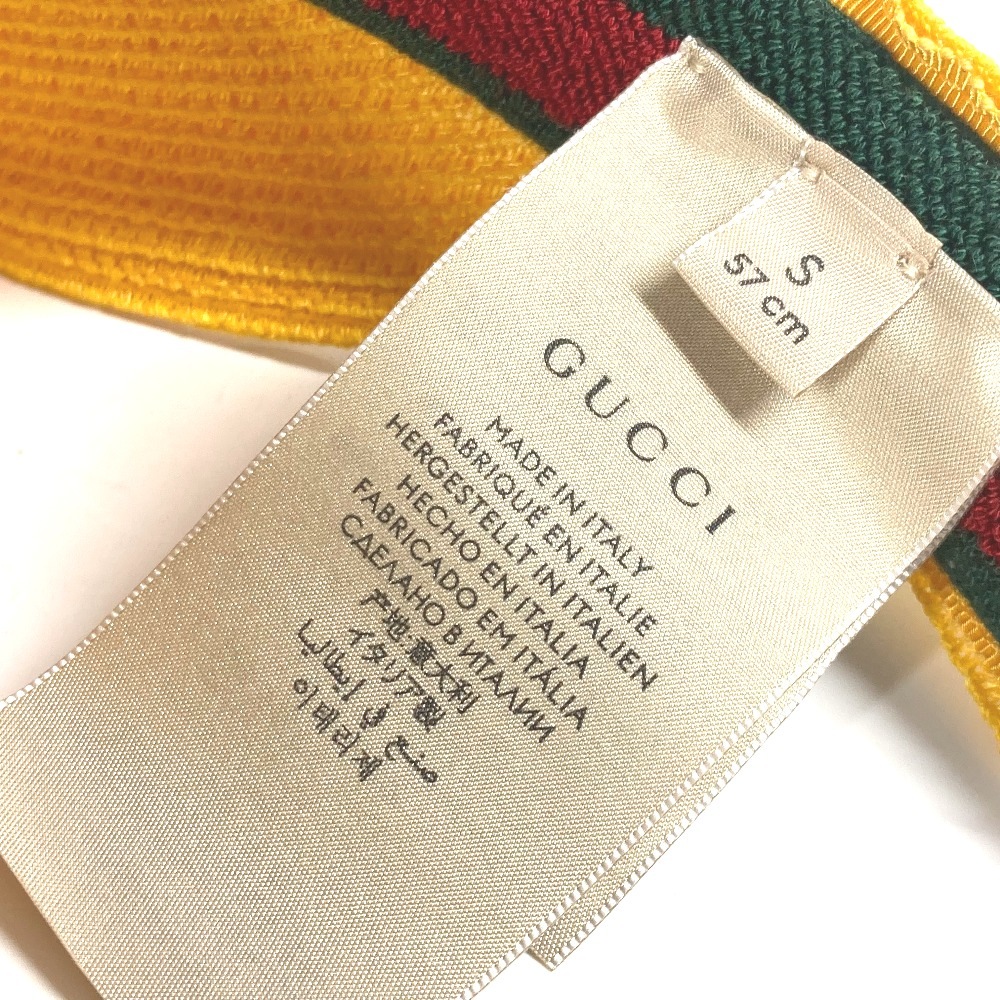 S
57 cm
GUCCI
MADE IN ITALY
FABRIQUÉ EN ITALIE
HERGESTELLT IN ITALIEN
HECHO EN ITALIA
FABRICADO EM ITÁLIA
СДЕЛАНО В ИТАЛИИ
产地:意大利
イタリア製
صنع في إيطاليا
이태리제